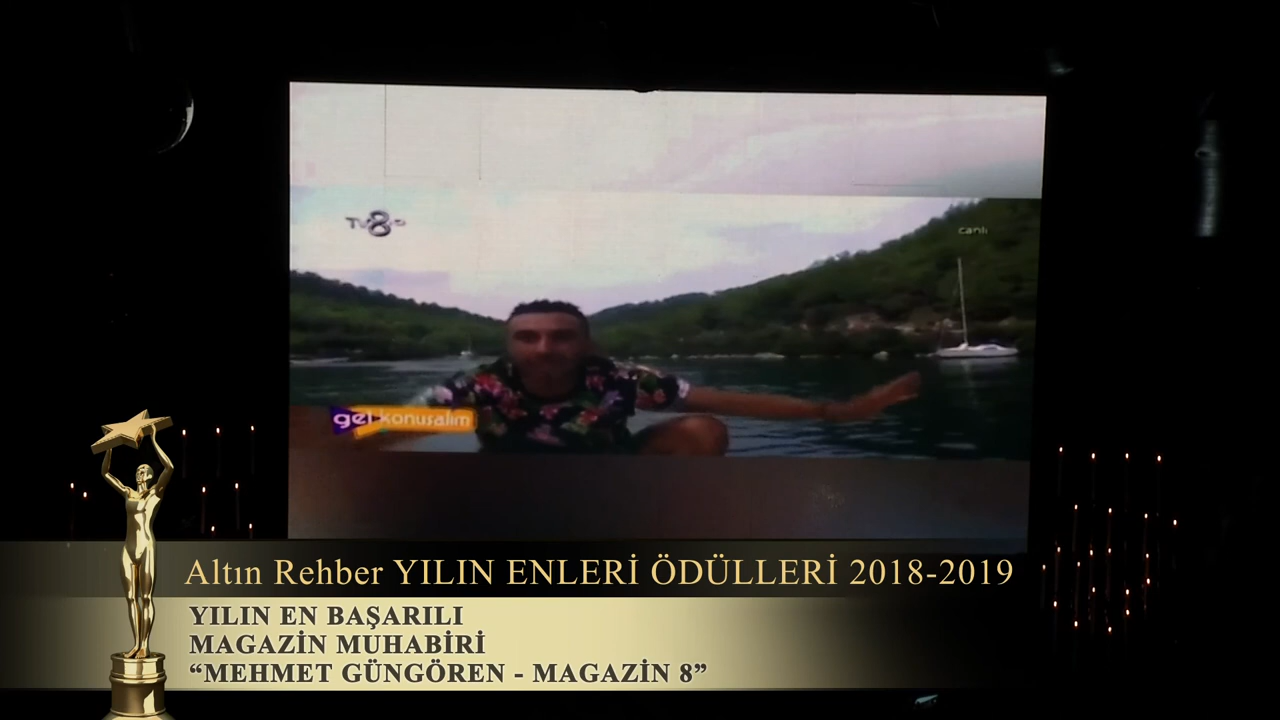 TV8
canlı
gel konuşalım
Altın Rehber YILIN ENLERİ ÖDÜLLERİ 2018-2019
YILIN EN BAŞARILI
MAGAZİN MUHABİRİ
“MEHMET GÜNGÖREN - MAGAZİN 8”